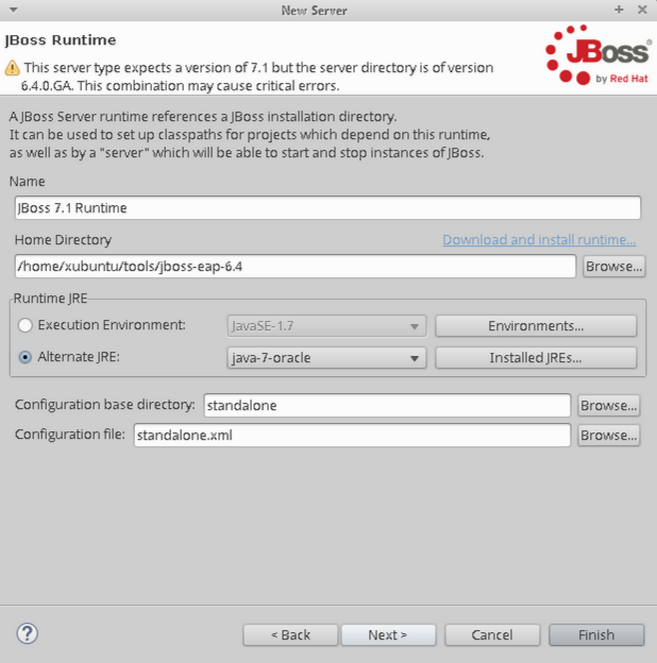 New Server
JBoss Runtime
This server type expects a version of 7.1 but the server directory is of version
6.4.0.GA. This combination may cause critical errors.
JBoss
by Red Hat
A JBoss Server runtime references a JBoss installation directory.
It can be used to set up classpaths for projects which depend on this runtime,
as well as by a "server" which will be able to start and stop instances of JBoss.
Name
JBoss 7.1 Runtime
Home Directory
Download and install runtime...
/home/xubuntu/tools/jboss-eap-6.4
Browse...
Runtime JRE
Execution Environment:
JavaSE-1.7
Environments...
Alternate JRE:
java-7-oracle
Installed JREs...
Configuration base directory:
standalone
Browse...
Configuration file:
standalone.xml
Browse...
?
< Back
Next >
Cancel
Finish